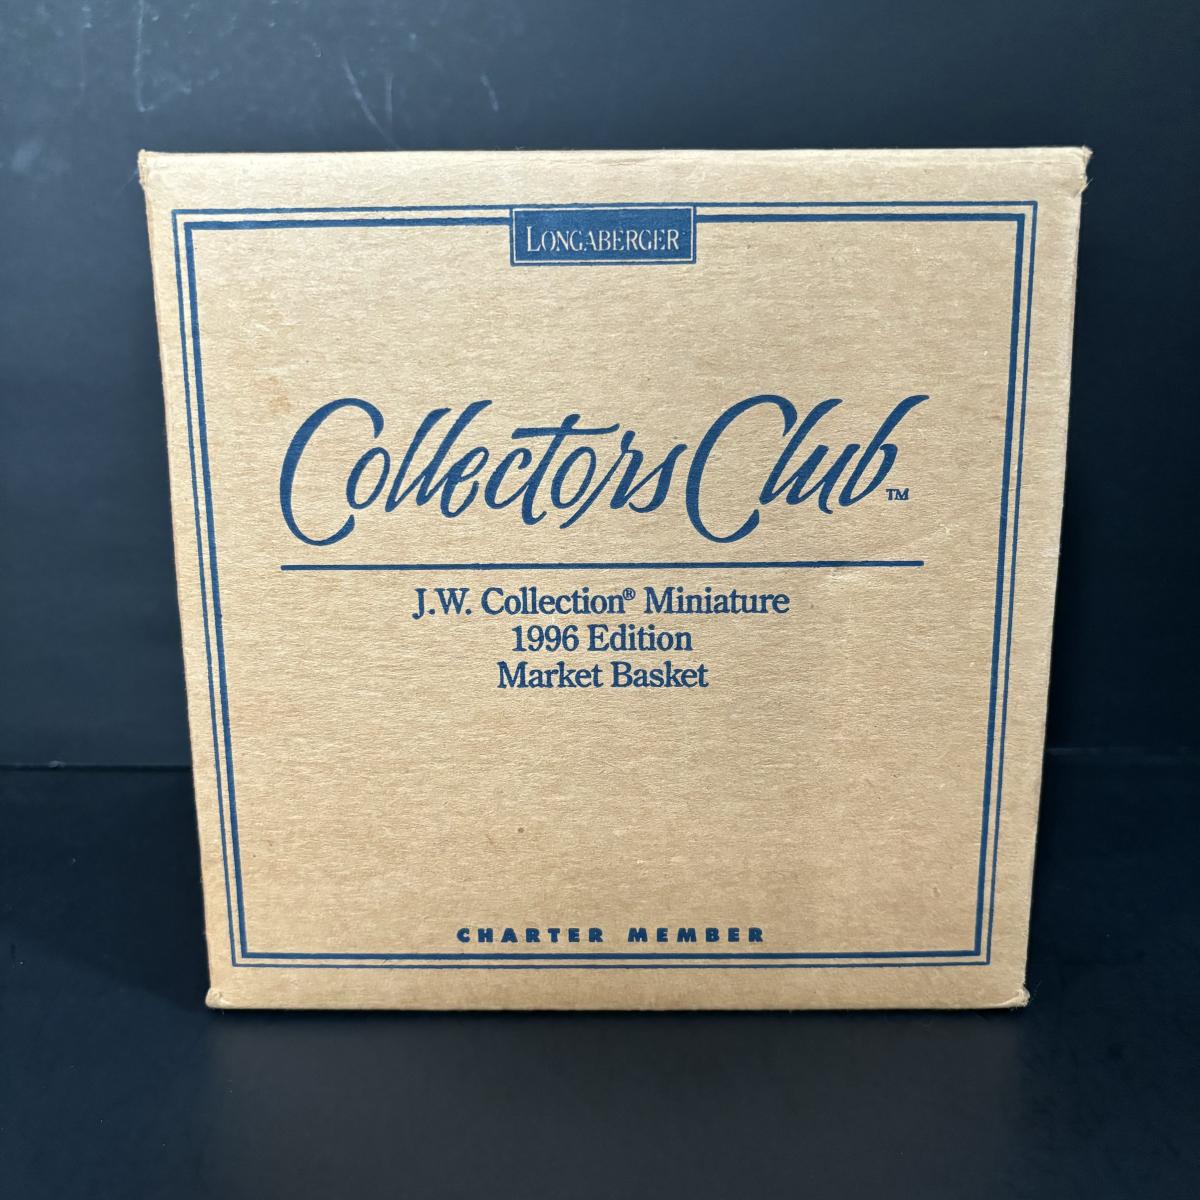 LONGABERGER
Collectors Club™
J.W. Collection® Miniature
1996 Edition
Market Basket
CHARTER MEMBER